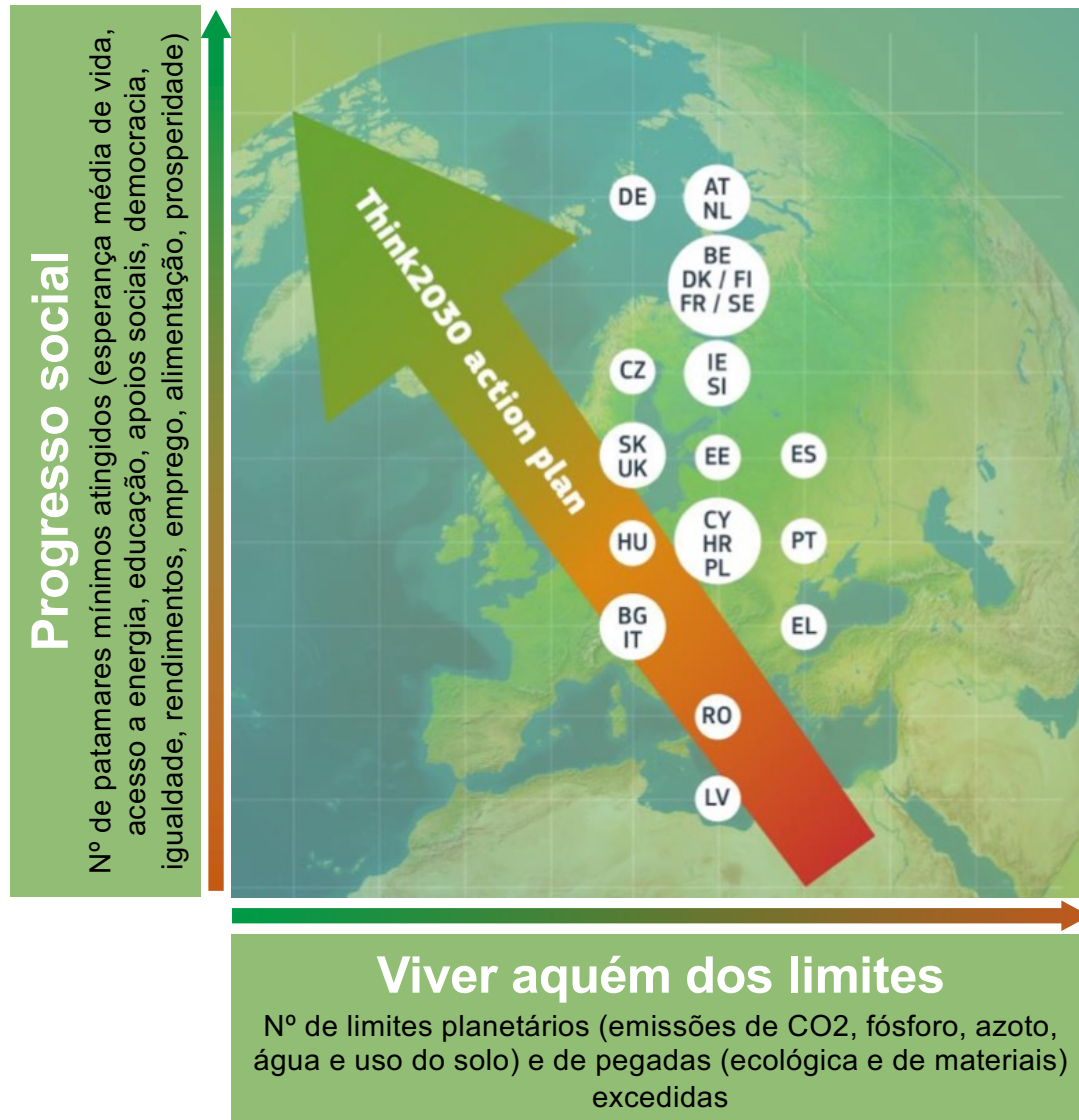 Progresso social
Nº de patamares mínimos atingidos (esperança média de vida,
acesso a energia, educação, apoios sociais, democracia,
igualdade, rendimentos, emprego, alimentação, prosperidade)
Think2030 action plan
DE
AT
NL
BE
DK / FI
FR / SE
CZ
IE
SI
SK
UK
EE
ES
HU
CY
HR
PL
PT
BG
IT
EL
RO
LV
Viver aquém dos limites
Nº de limites planetários (emissões de CO2, fósforo, azoto,
água e uso do solo) e de pegadas (ecológica e de materiais)
excedidas